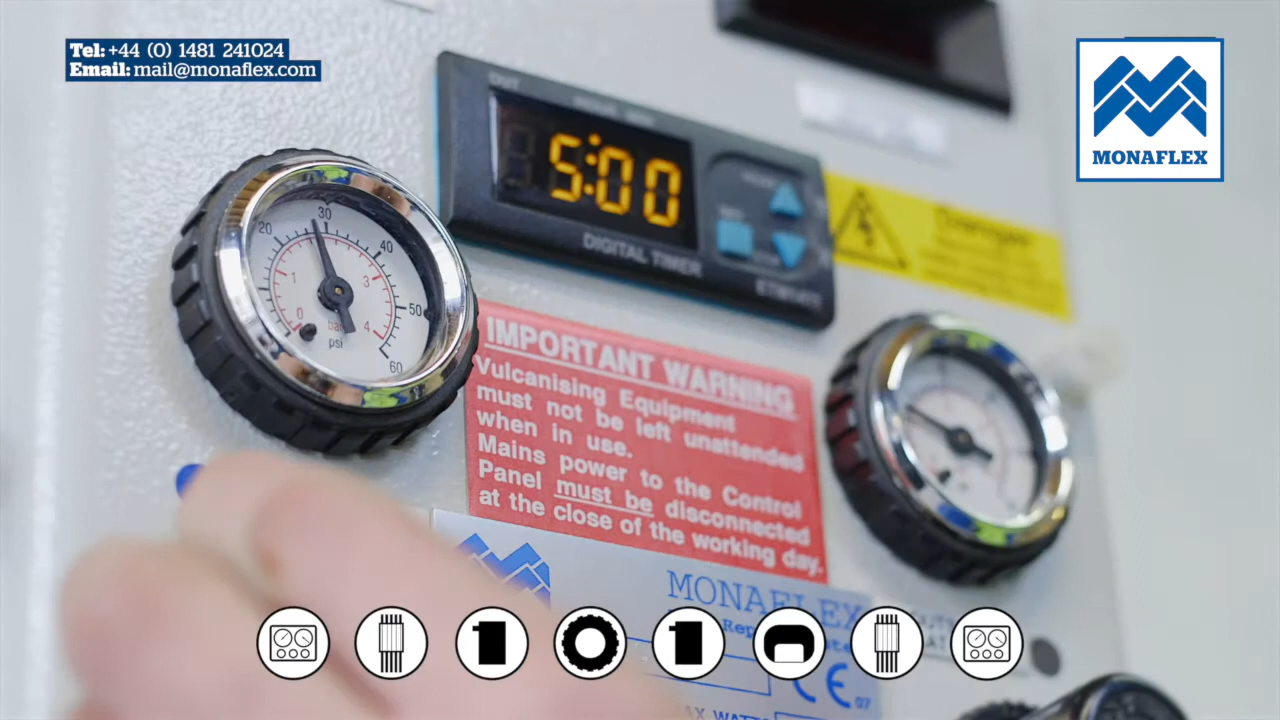 Tel: +44 (0) 1481 241024
Email: mail@monaflex.com
MONAFLEX
5:00
DIGITAL TIMER
20
30
40
50
60
0
1
3
4
bar
psi
IMPORTANT WARNING
Vulcanising Equipment
must not be left unattended
when in use.
Mains power to the Control
Panel must be disconnected
at the close of the working day.
MONAFLEX
CE 07